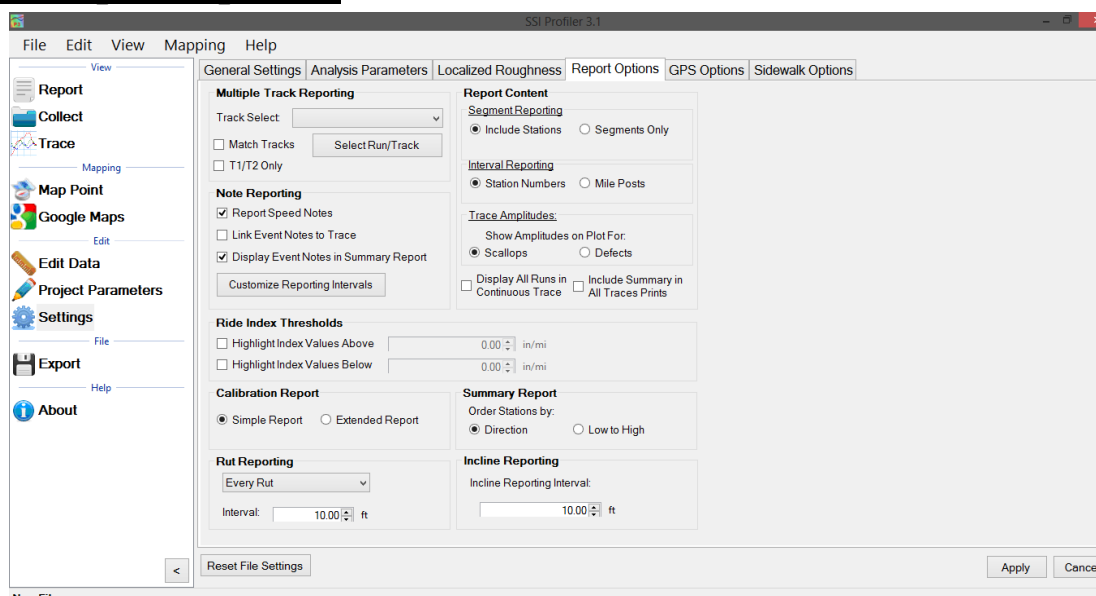 SSI Profiler 3.1
File Edit View Mapping Help
View
Report
Collect
Trace
Mapping
Map Point
Google Maps
Edit
Edit Data
Project Parameters
Settings
File
Export
Help
About
<
General Settings Analysis Parameters Localized Roughness Report Options GPS Options Sidewalk Options
Multiple Track Reporting
Track Select:
Match Tracks Select Run/Track
T1/T2 Only
Note Reporting
Report Speed Notes
Link Event Notes to Trace
Display Event Notes in Summary Report
Customize Reporting Intervals
Report Content
Segment Reporting
Include Stations Segments Only
Interval Reporting
Station Numbers Mile Posts
Trace Amplitudes:
Show Amplitudes on Plot For:
Scallops Defects
Display All Runs in Continuous Trace
Include Summary in All Traces Prints
Ride Index Thresholds
Highlight Index Values Above 0.00 in/mi
Highlight Index Values Below 0.00 in/mi
Calibration Report
Simple Report Extended Report
Summary Report
Order Stations by:
Direction Low to High
Rut Reporting
Every Rut
Interval: 10.00 ft
Incline Reporting
Incline Reporting Interval:
10.00 ft
Reset File Settings Apply Cance